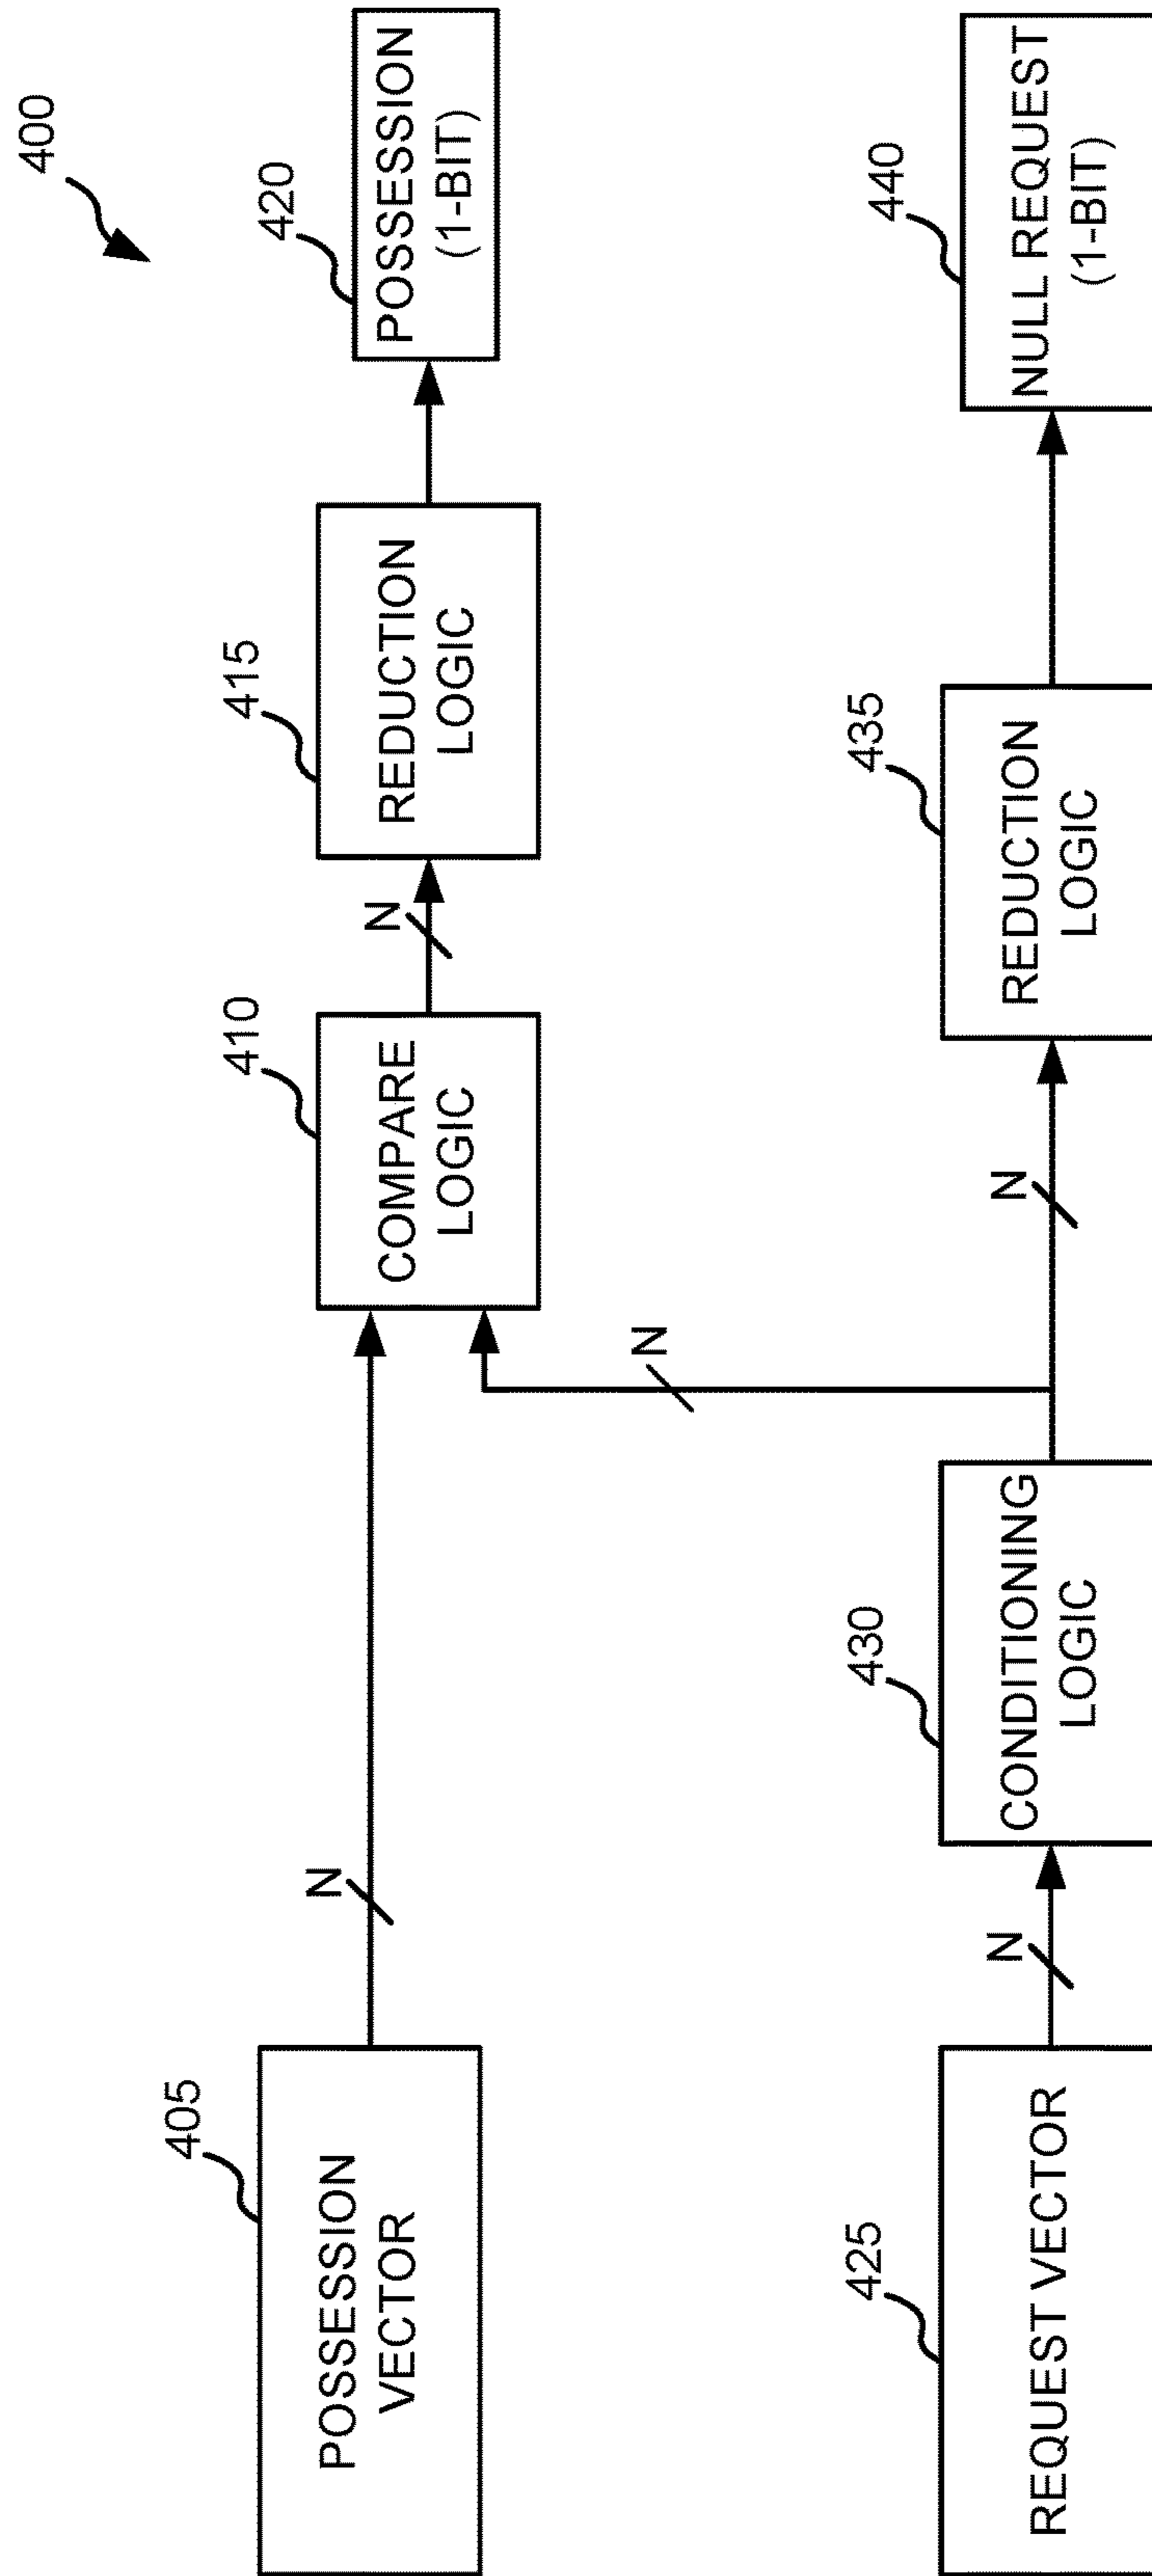 400
405
POSSESSION
VECTOR
N
410
COMPARE
LOGIC
N
415
REDUCTION
LOGIC
420
POSSESSION
(1-BIT)
N
425
REQUEST VECTOR
N
430
CONDITIONING
LOGIC
N
435
REDUCTION
LOGIC
440
NULL REQUEST
(1-BIT)